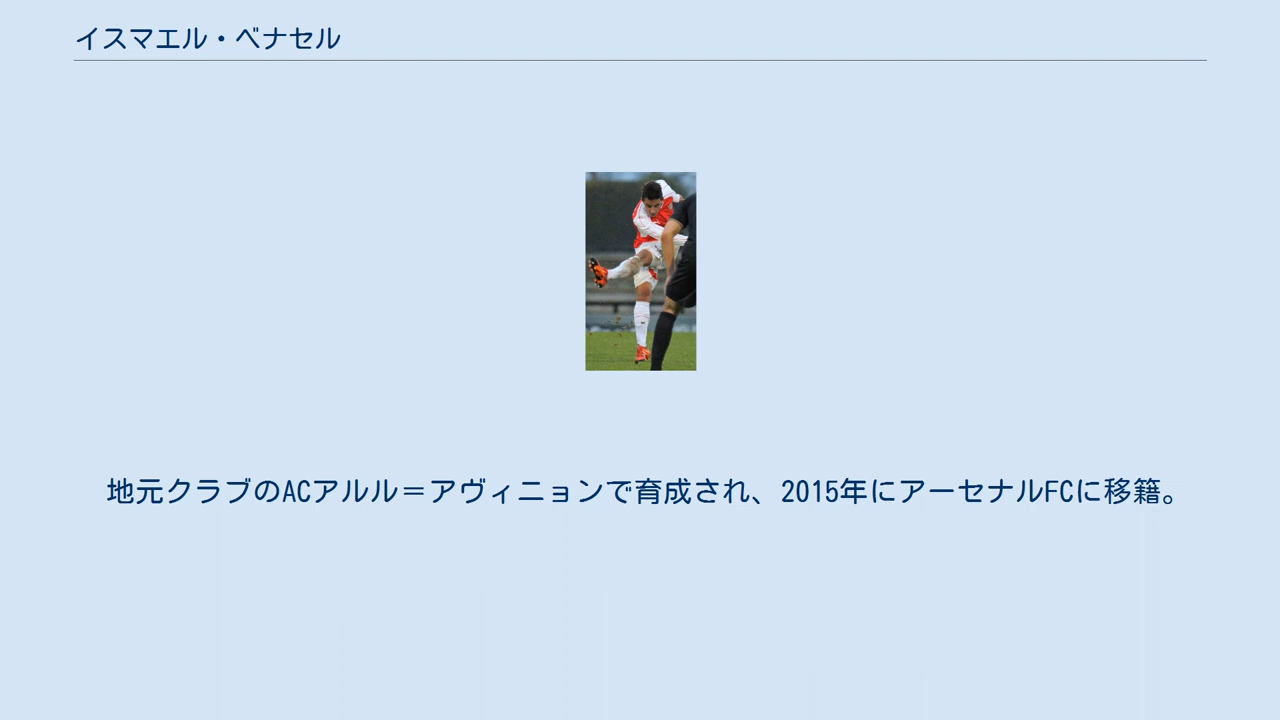 イスマエル・ベナセル
地元クラブのACアルル＝アヴィニョンで育成され、2015年にアーセナルFCに移籍。